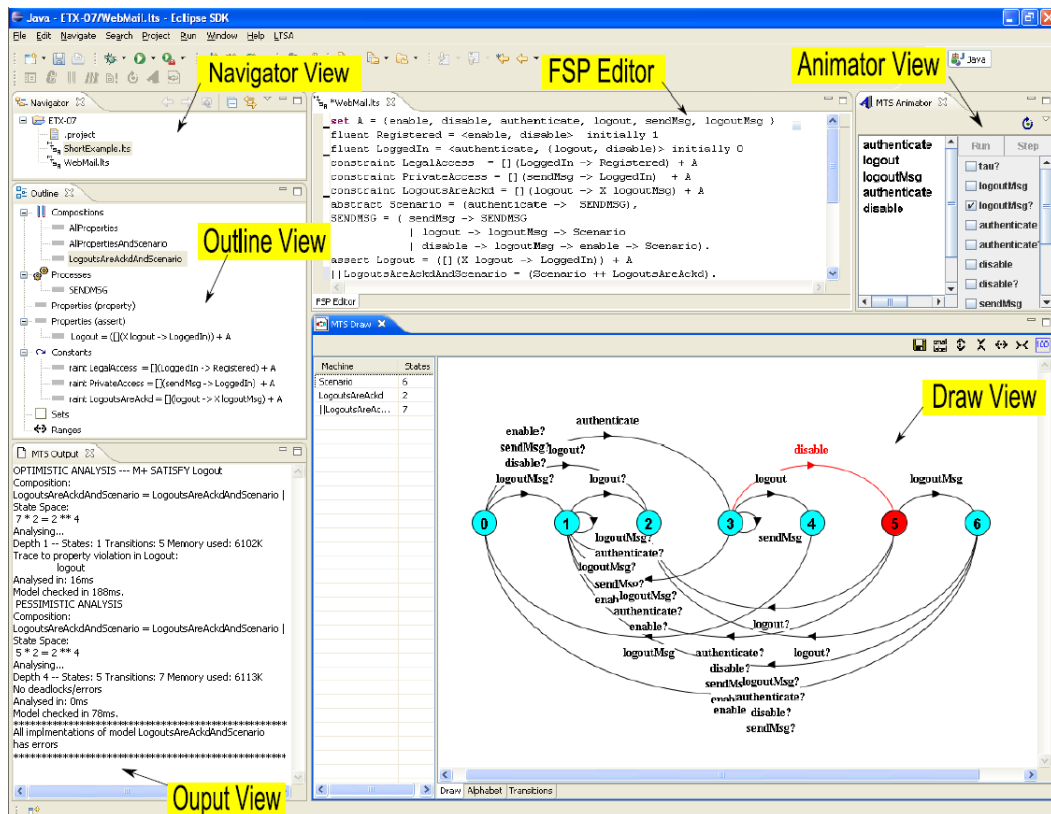 Java - ETX-07/WebMail.lts - Eclipse SDK
File Edit Navigate Search Project Run Window Help LTSA
Java
Navigator View
FSP Editor
Animator View
Navigator
ETX-07
.project
ShortExample.lts
WebMail.lts
*WebMail.lts
set A = {enable, disable, authenticate, logout, sendMsg, logoutMsg }
fluent Registered = <enable, disable> initially 1
fluent LoggedIn = <authenticate, {logout, disable}> initially 0
constraint LegalAccess = [](LoggedIn -> Registered) + A
constraint PrivateAccess = [](sendMsg -> LoggedIn) + A
constraint LogoutsAreAckd = [](logout -> X logoutMsg) + A
abstract Scenario = (authenticate -> SENDMSG),
SENDMSG = ( sendMsg -> SENDMSG
| logout -> logoutMsg -> Scenario
| disable -> logoutMsg -> enable -> Scenario).
assert Logout = ([](X logout -> LoggedIn)) + A
||LogoutsAreAckdAndScenario = (Scenario ++ LogoutsAreAckd).
FSP Editor
MTS Animator
authenticate
logout
logoutMsg
authenticate
disable
Run Step
tau?
logoutMsg
logoutMsg?
authenticate
authenticate?
disable
disable?
sendMsg
Outline
Compositions
AllProperties
AllPropertiesAndScenario
LogoutsAreAckdAndScenario
Processes
SENDMSG
Properties (property)
Properties (assert)
Logout = ([](X logout -> LoggedIn)) + A
Constants
raint LegalAccess = [](LoggedIn -> Registered) + A
raint PrivateAccess = [](sendMsg -> LoggedIn) + A
raint LogoutsAreAckd = [](logout -> X logoutMsg) + A
Sets
Ranges
Outline View
MTS Output
OPTIMISTIC ANALYSIS --- M+ SATISFY Logout
Composition:
LogoutsAreAckdAndScenario = LogoutsAreAckdAndScenario |
State Space:
7 * 2 = 2 ** 4
Analysing...
Depth 1 -- States: 1 Transitions: 5 Memory used: 6102K
Trace to property violation in Logout:
logout
Analysed in: 16ms
Model checked in 188ms.
PESSIMISTIC ANALYSIS
Composition:
LogoutsAreAckdAndScenario = LogoutsAreAckdAndScenario |
State Space:
5 * 2 = 2 ** 4
Analysing...
Depth 4 -- States: 5 Transitions: 7 Memory used: 6113K
No deadlocks/errors
Analysed in: 0ms
Model checked in 78ms.
****************************************************
All implmentations of model LogoutsAreAckdAndScenario
has errors
****************************************************
Ouput View
MTS Draw
Machine States
Scenario 6
LogoutsAreAckd 2
||LogoutsAreAc... 7
Draw View
authenticate
enable?
sendMsg?
logout?
disable?
logoutMsg?
logout?
disable
logout
logoutMsg
0 1 2 3 4 5 6
sendMsg
logoutMsg?
authenticate?
logoutMsg?
sendMsg?
logoutMsg?
authenticate?
enable?
logout?
logoutMsg
authenticate?
logout?
disable?
logoutMsg?
authenticate?
enable
disable?
sendMsg?
Draw Alphabet Transitions